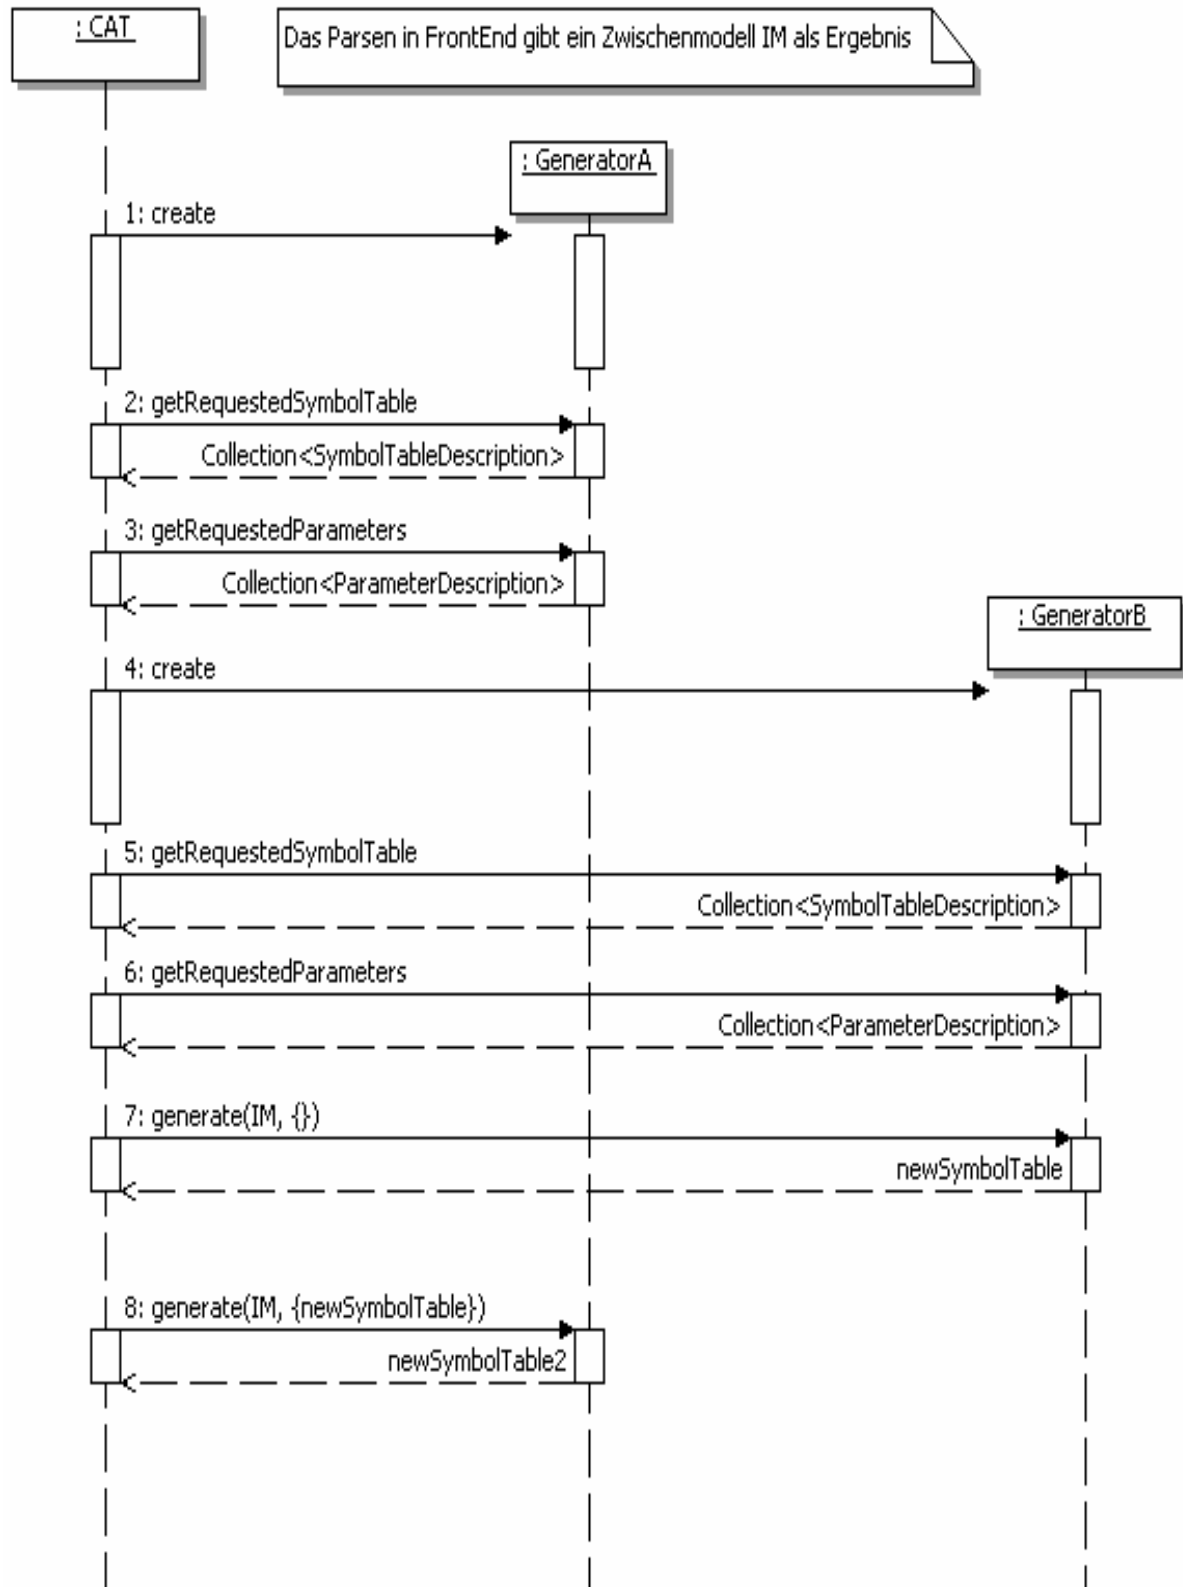 : CAT
Das Parsen in FrontEnd gibt ein Zwischenmodell IM als Ergebnis
: GeneratorA
1: create
2: getRequestedSymbolTable
Collection<SymbolTableDescription>
3: getRequestedParameters
Collection<ParameterDescription>
: GeneratorB
4: create
5: getRequestedSymbolTable
Collection<SymbolTableDescription>
6: getRequestedParameters
Collection<ParameterDescription>
7: generate(IM, {})
newSymbolTable
8: generate(IM, {newSymbolTable})
newSymbolTable2